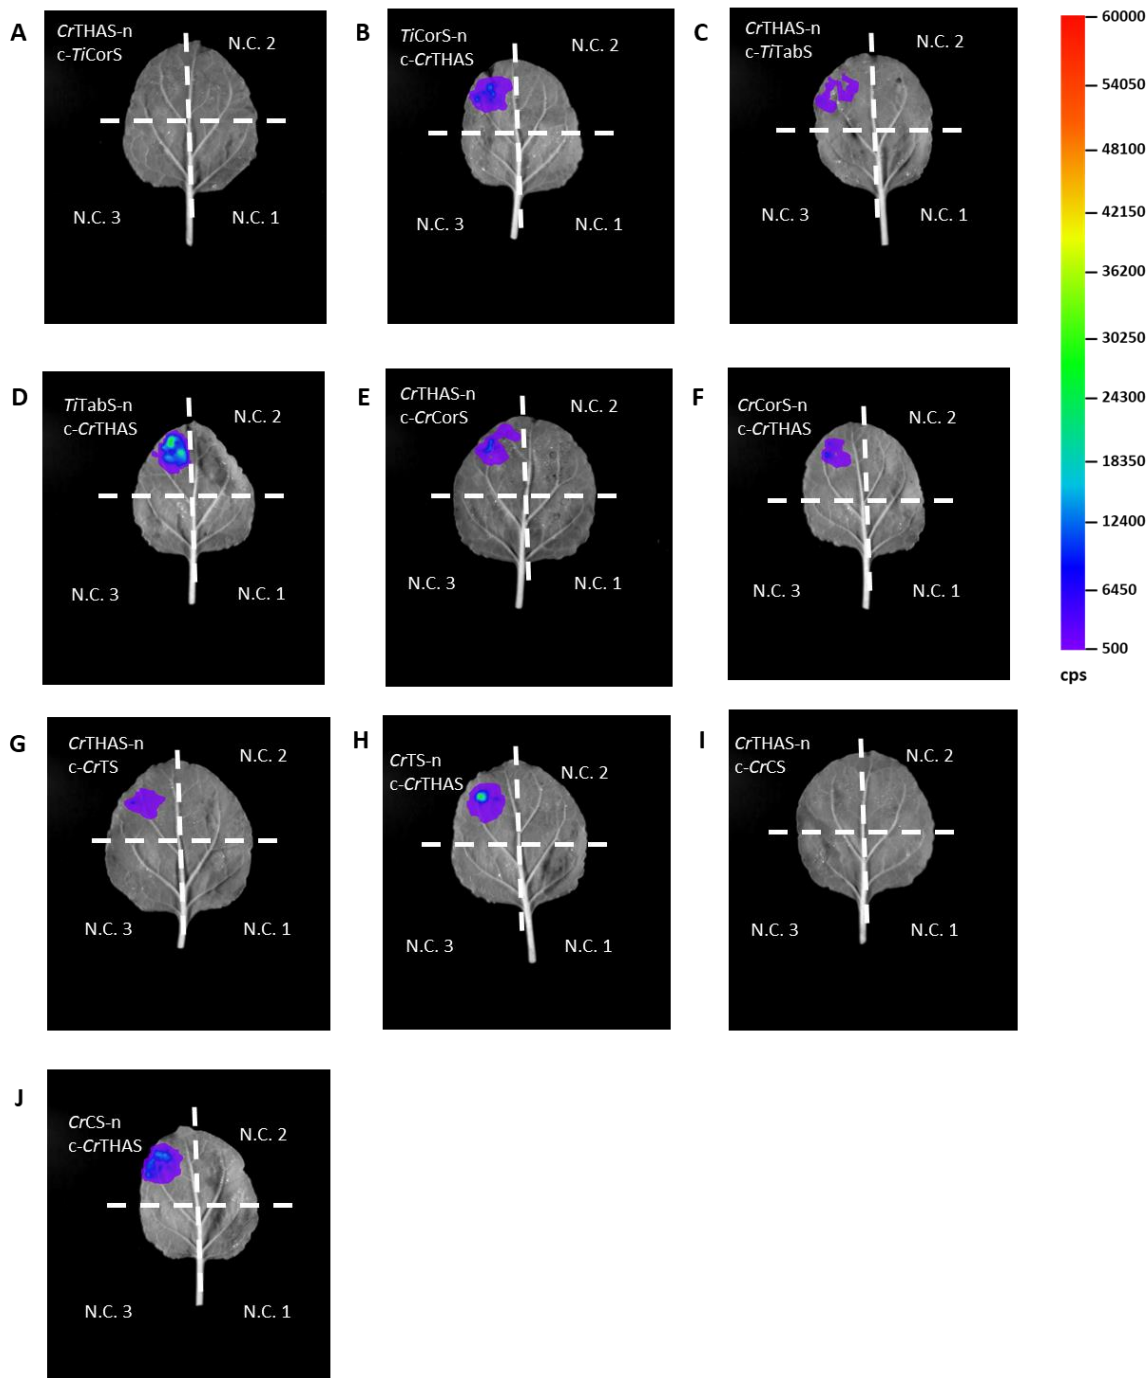 A
CrTHAS-n
c-TiCorS
N.C. 2
N.C. 3
N.C. 1
B
TiCorS-n
c-CrTHAS
N.C. 2
N.C. 3
N.C. 1
C
CrTHAS-n
c-TiTabS
N.C. 2
N.C. 3
N.C. 1
60000
54050
48100
42150
36200
30250
24300
18350
12400
6450
500
cps
D
TiTabS-n
c-CrTHAS
N.C. 2
N.C. 3
N.C. 1
E
CrTHAS-n
c-CrCorS
N.C. 2
N.C. 3
N.C. 1
F
CrCorS-n
c-CrTHAS
N.C. 2
N.C. 3
N.C. 1
G
CrTHAS-n
c-CrTS
N.C. 2
N.C. 3
N.C. 1
H
CrTS-n
c-CrTHAS
N.C. 2
N.C. 3
N.C. 1
I
CrTHAS-n
c-CrCS
N.C. 2
N.C. 3
N.C. 1
J
CrCS-n
c-CrTHAS
N.C. 2
N.C. 3
N.C. 1